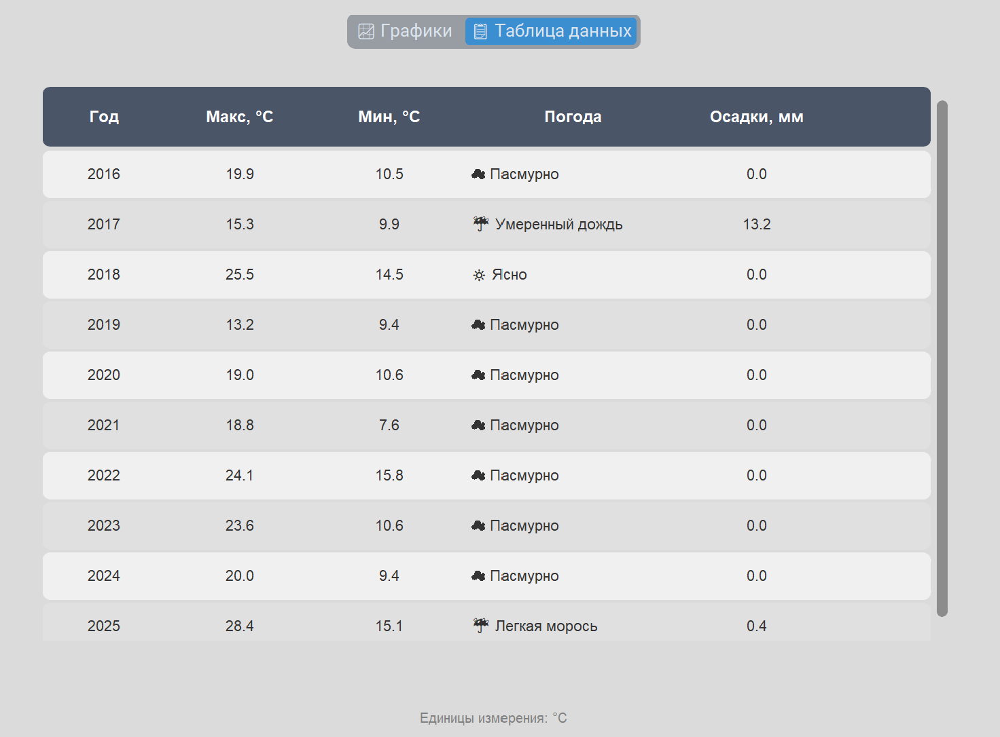 Графики Таблица данных
Год Макс, °C Мин, °C Погода Осадки, мм
2016 19.9 10.5 Пасмурно 0.0
2017 15.3 9.9 Умеренный дождь 13.2
2018 25.5 14.5 Ясно 0.0
2019 13.2 9.4 Пасмурно 0.0
2020 19.0 10.6 Пасмурно 0.0
2021 18.8 7.6 Пасмурно 0.0
2022 24.1 15.8 Пасмурно 0.0
2023 23.6 10.6 Пасмурно 0.0
2024 20.0 9.4 Пасмурно 0.0
2025 28.4 15.1 Легкая морось 0.4
Единицы измерения: °C